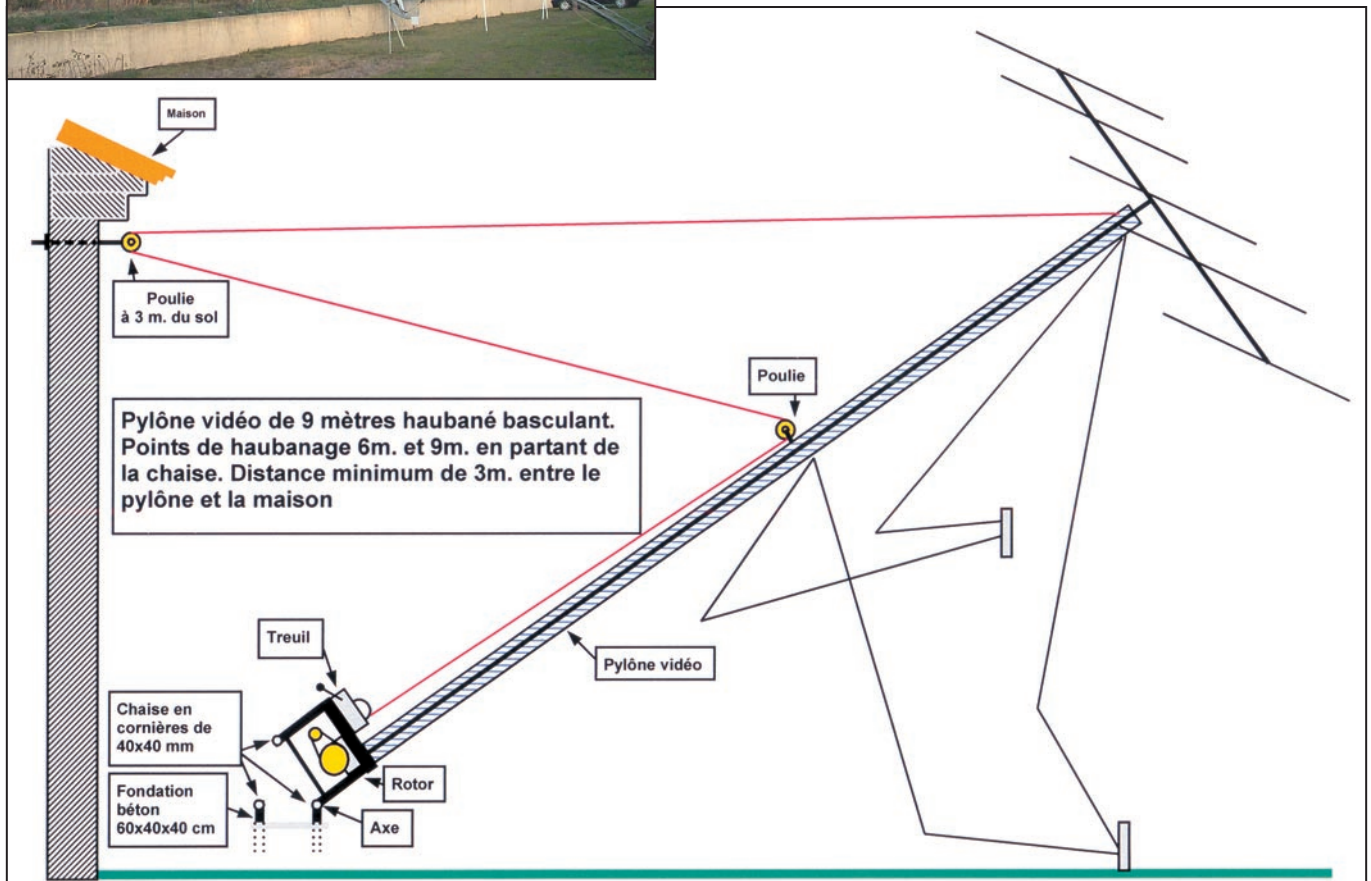 Maison
Poulie
à 3 m. du sol
Poulie
Pylône vidéo de 9 mètres haubané basculant.
Points de haubanage 6m. et 9m. en partant de
la chaise. Distance minimum de 3m. entre le
pylône et la maison
Treuil
Pylône vidéo
Chaise en
cornières de
40x40 mm
Rotor
Fondation
béton
60x40x40 cm
Axe